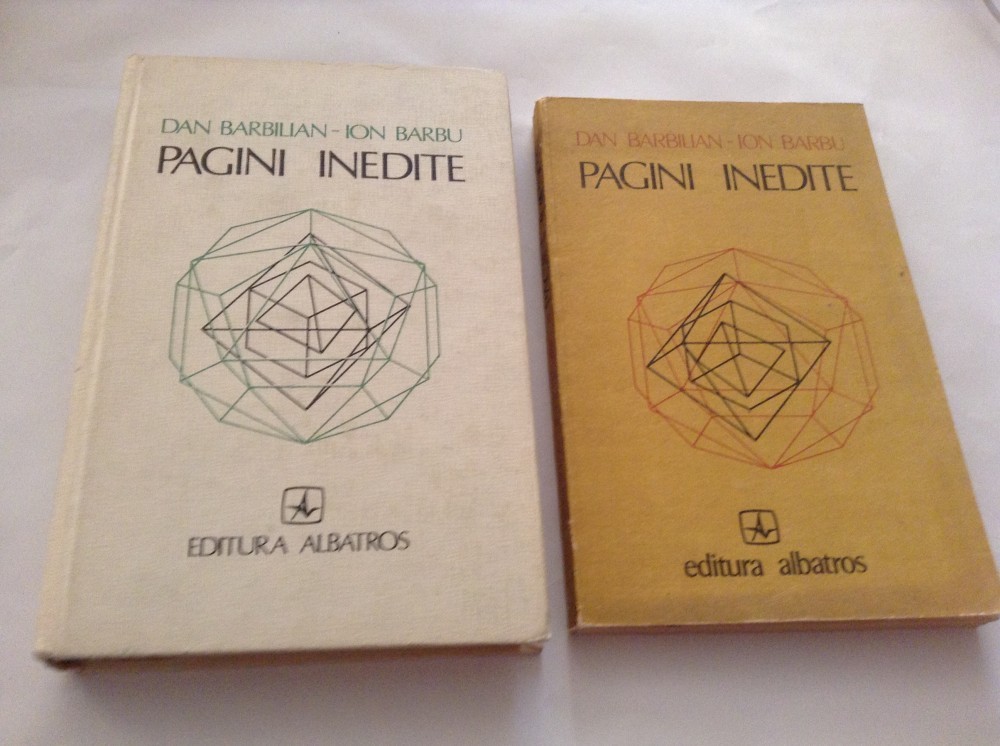 DAN BARBILIAN-ION BARBU
PAGINI INEDITE
EDITURA ALBATROS
DAN BARBILIAN-ION BARBU
PAGINI INEDITE
editura albatros